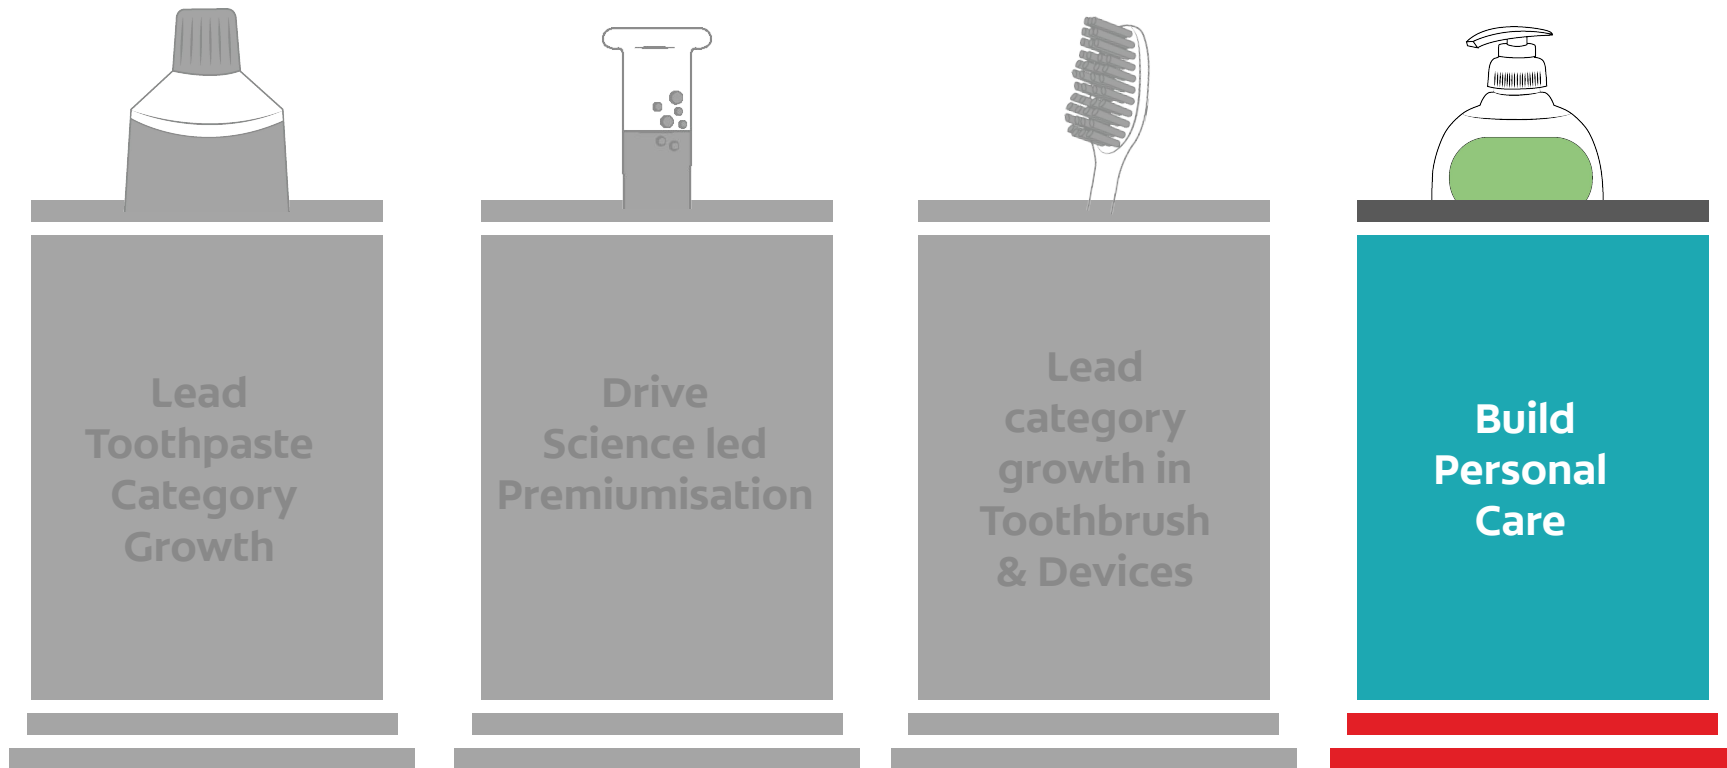 Lead
Toothpaste
Category
Growth
Drive
Science led
Premiumisation
Lead
category
growth in
Toothbrush
& Devices
Build
Personal
Care